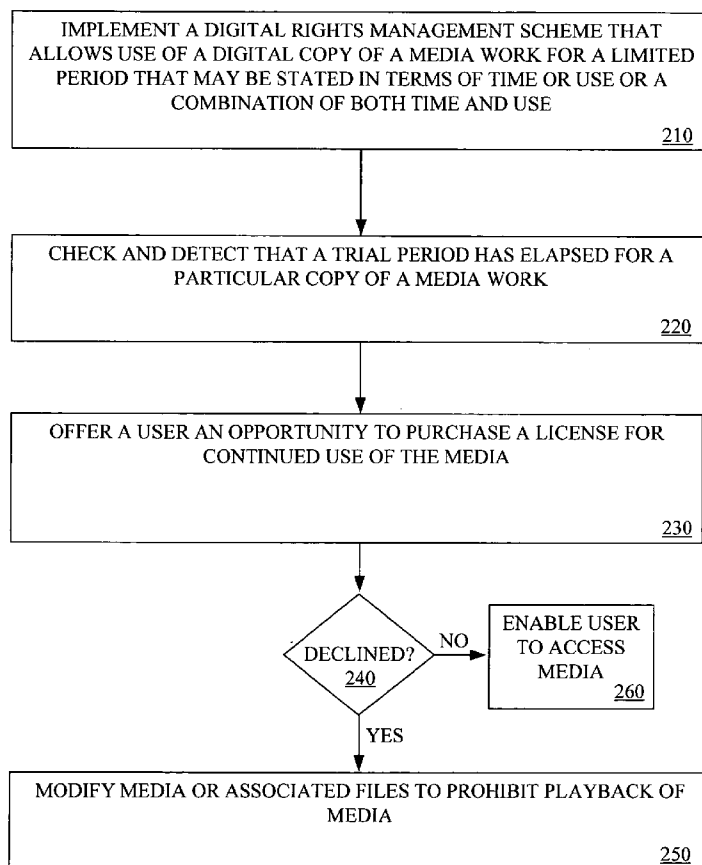 IMPLEMENT A DIGITAL RIGHTS MANAGEMENT SCHEME THAT
ALLOWS USE OF A DIGITAL COPY OF A MEDIA WORK FOR A LIMITED
PERIOD THAT MAY BE STATED IN TERMS OF TIME OR USE OR A
COMBINATION OF BOTH TIME AND USE
210
CHECK AND DETECT THAT A TRIAL PERIOD HAS ELAPSED FOR A
PARTICULAR COPY OF A MEDIA WORK
220
OFFER A USER AN OPPORTUNITY TO PURCHASE A LICENSE FOR
CONTINUED USE OF THE MEDIA
230
DECLINED?
240
NO
ENABLE USER
TO ACCESS
MEDIA
260
YES
MODIFY MEDIA OR ASSOCIATED FILES TO PROHIBIT PLAYBACK OF
MEDIA
250